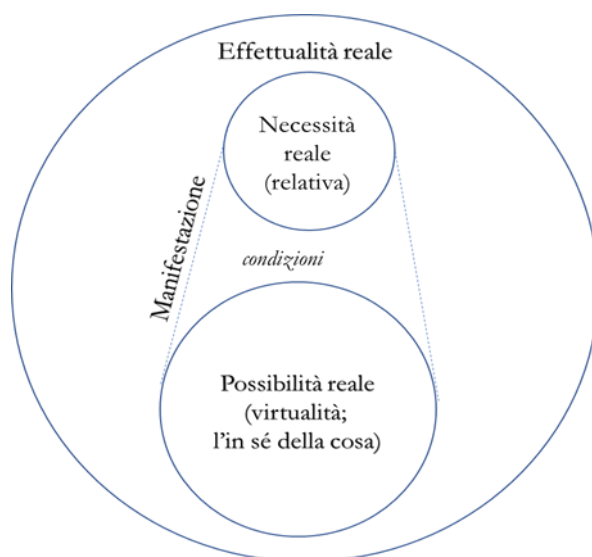 Effettualità reale
Necessità
reale
(relativa)
Manifestazione
condizioni
Possibilità reale
(virtualità;
l'in sé della cosa)